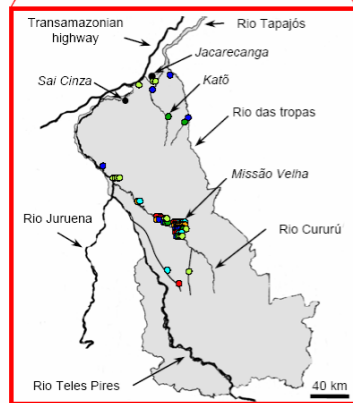 Transamazonian
highway
Rio Tapajós
Jacarecanga
Sai Cinza
Katõ
Rio das tropas
Missão Velha
Rio Juruena
Rio Cururú
Rio Teles Pires
40 km